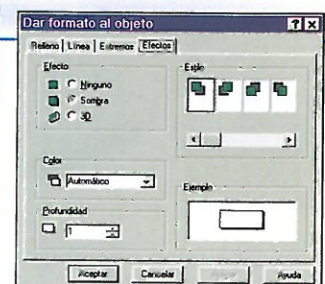 Dar formato al objeto
Relleno Línea Extremos Efectos
Efecto
Ninguno
Sombra
3D
Estilo
Color
Automático
Profundidad
1
Ejemplo
Aceptar Cancelar Ayuda